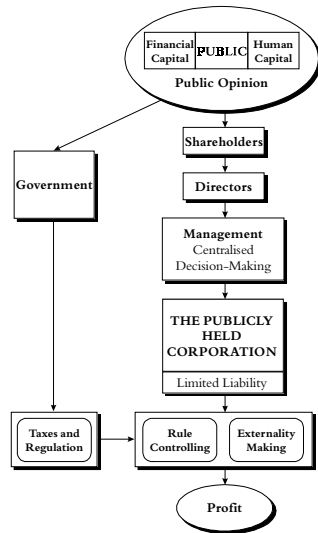 Financial
Capital
PUBLIC
Human
Capital
Public Opinion
Shareholders
Government
Directors
Management
Centralised
Decision-Making
THE PUBLICLY
HELD
CORPORATION
Limited Liability
Taxes and
Regulation
Rule
Controlling
Externality
Making
Profit